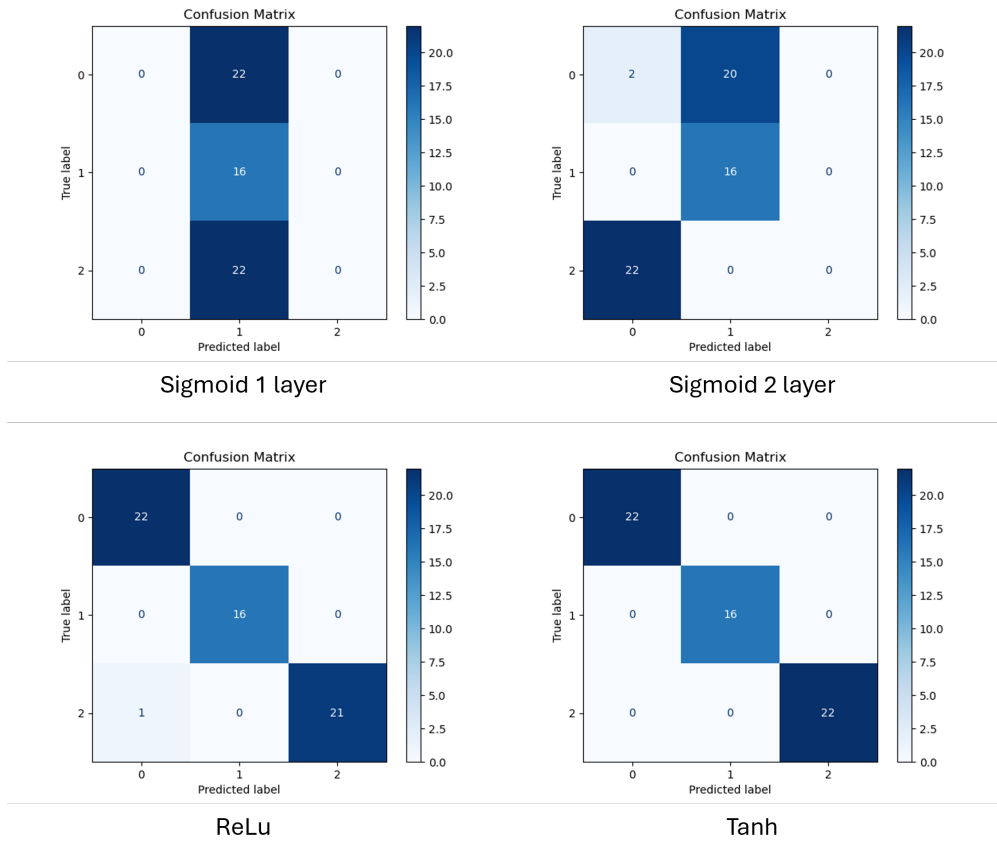 Confusion Matrix
0 0 22 0
1 0 16 0
2 0 22 0
0 1 2
True label
Predicted label
20.0
17.5
15.0
12.5
10.0
7.5
5.0
2.5
0.0
Sigmoid 1 layer
Confusion Matrix
0 2 20 0
1 0 16 0
2 22 0 0
0 1 2
True label
Predicted label
20.0
17.5
15.0
12.5
10.0
7.5
5.0
2.5
0.0
Sigmoid 2 layer
Confusion Matrix
0 22 0 0
1 0 16 0
2 1 0 21
0 1 2
True label
Predicted label
20.0
17.5
15.0
12.5
10.0
7.5
5.0
2.5
0.0
ReLu
Confusion Matrix
0 22 0 0
1 0 16 0
2 0 0 22
0 1 2
True label
Predicted label
20.0
17.5
15.0
12.5
10.0
7.5
5.0
2.5
0.0
Tanh